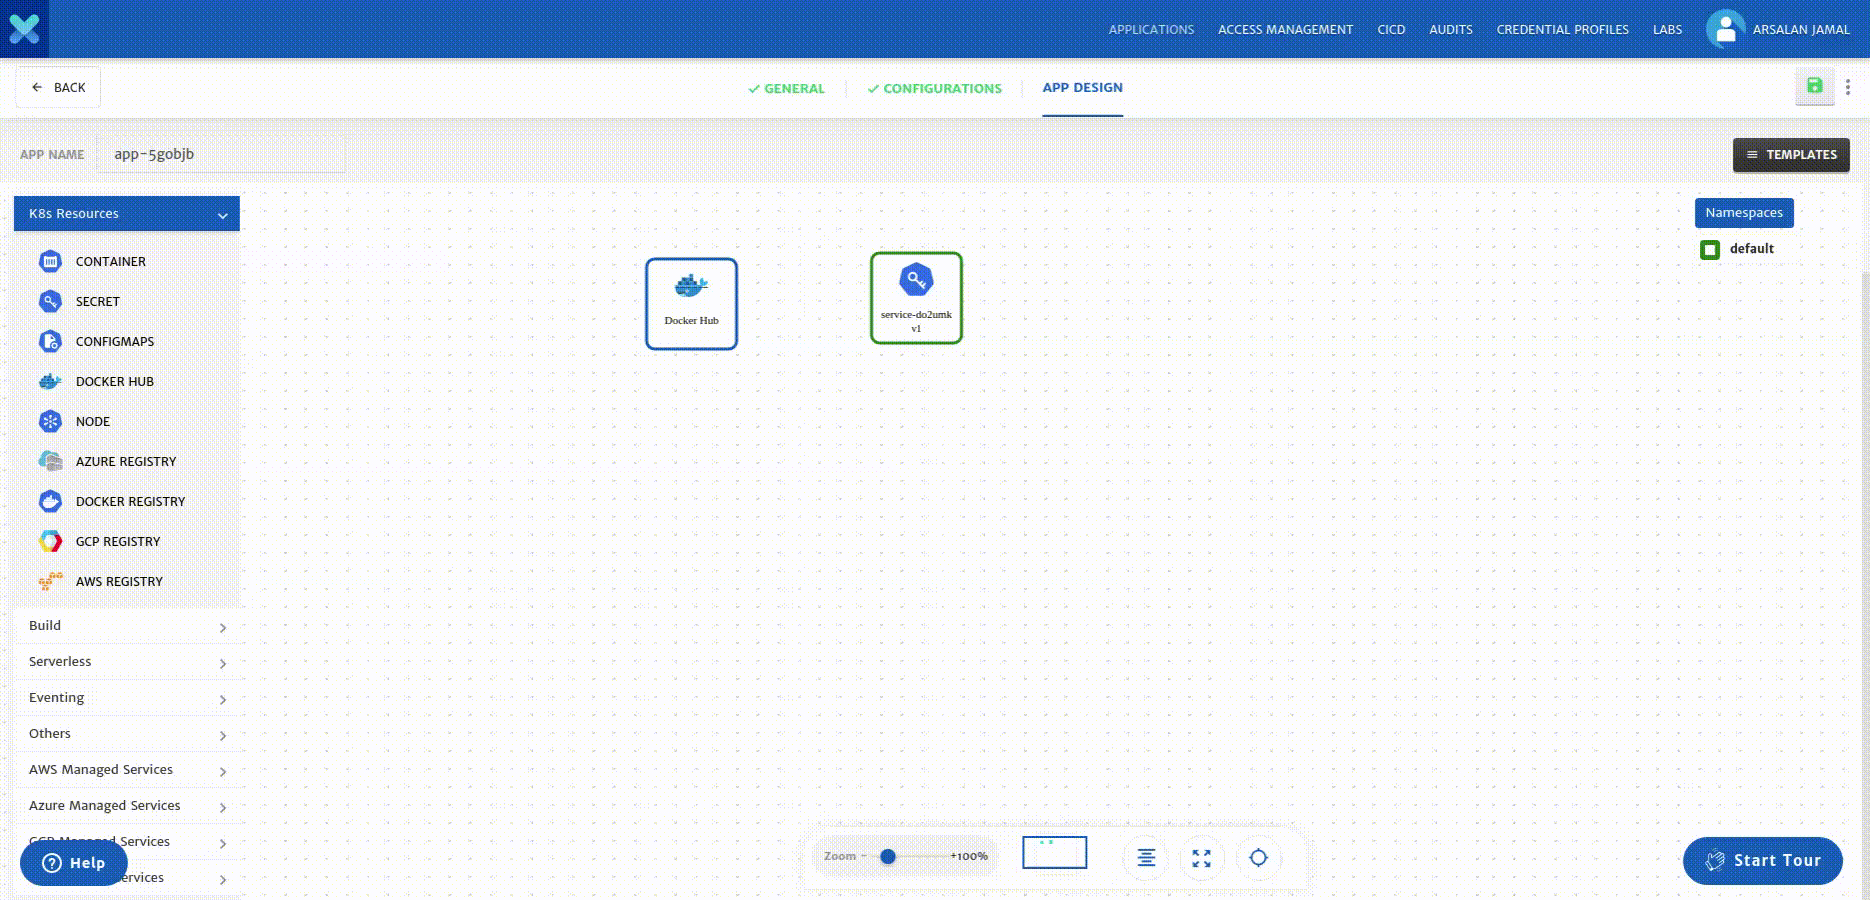 APPLICATIONS ACCESS MANAGEMENT CICD AUDITS CREDENTIAL PROFILES LABS ARSALAN JAMAL
BACK GENERAL CONFIGURATIONS APP DESIGN
APP NAME app-5gobjb TEMPLATES
K8s Resources
CONTAINER
SECRET
CONFIGMAPS
DOCKER HUB
NODE
AZURE REGISTRY
DOCKER REGISTRY
GCP REGISTRY
AWS REGISTRY
Build
Serverless
Eventing
Others
AWS Managed Services
Azure Managed Services
GCP Managed Services
Help
Docker Hub
service-do2umk
v1
Namespaces
default
Zoom - +100%
Start Tour